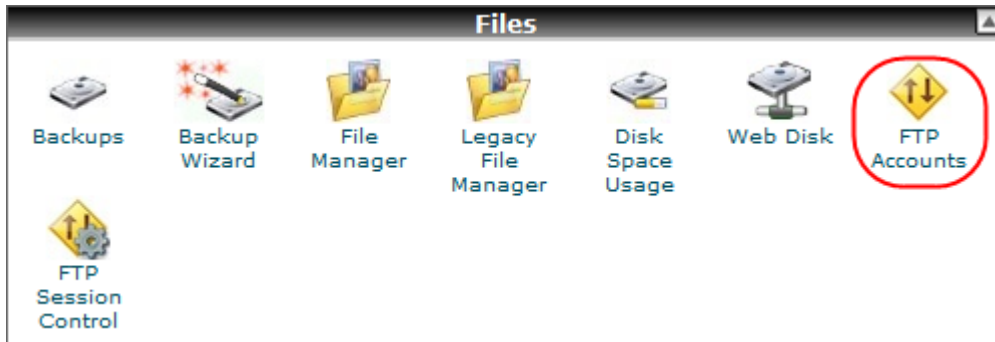 Files
Backups
Backup
Wizard
File
Manager
Legacy
File
Manager
Disk
Space
Usage
Web Disk
FTP
Accounts
FTP
Session
Control